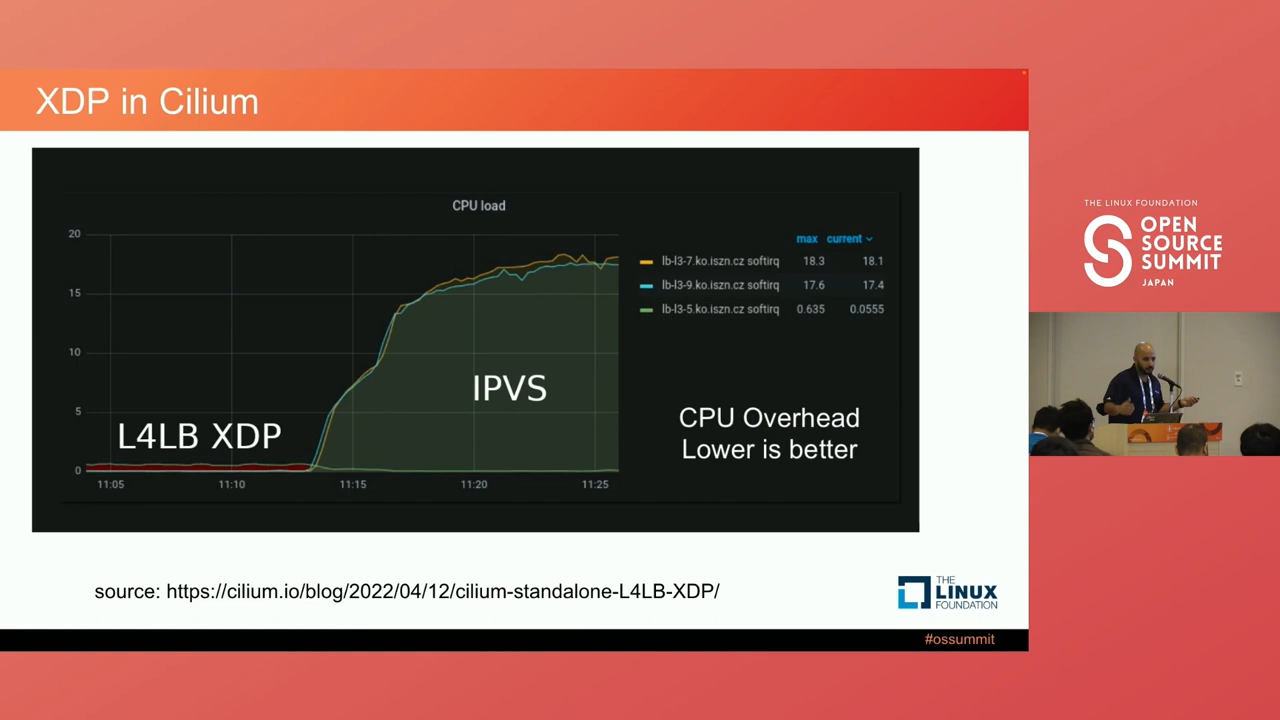 XDP in Cilium
CPU load
20
15
10
5
0
11:05
11:10
11:15
11:20
11:25
L4LB XDP
IPVS
max current
lb-l3-7.ko.iszn.cz softirq 18.3 18.1
lb-l3-9.ko.iszn.cz softirq 17.6 17.4
lb-l3-5.ko.iszn.cz softirq 0.635 0.0555
CPU Overhead
Lower is better
source: https://cilium.io/blog/2022/04/12/cilium-standalone-L4LB-XDP/
THE
LINUX
FOUNDATION
#ossummit
THE LINUX FOUNDATION
OPEN
SOURCE
SUMMIT
JAPAN